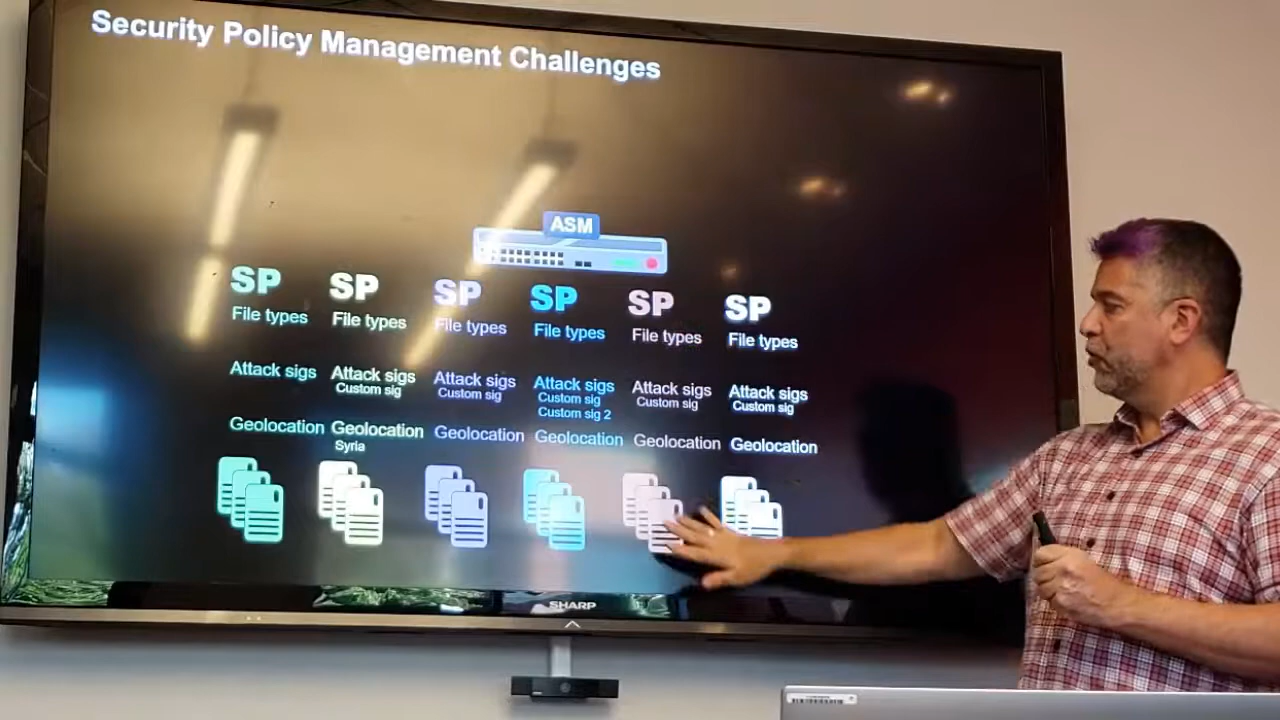 Security Policy Management Challenges
ASM
SP SP SP SP SP SP
File types File types File types File types File types File types
Attack sigs Attack sigs Attack sigs Attack sigs Attack sigs Attack sigs
Custom sig Custom sig Custom sig Custom sig Custom sig
Custom sig 2
Geolocation Geolocation Geolocation Geolocation Geolocation Geolocation
Syria
SHARP